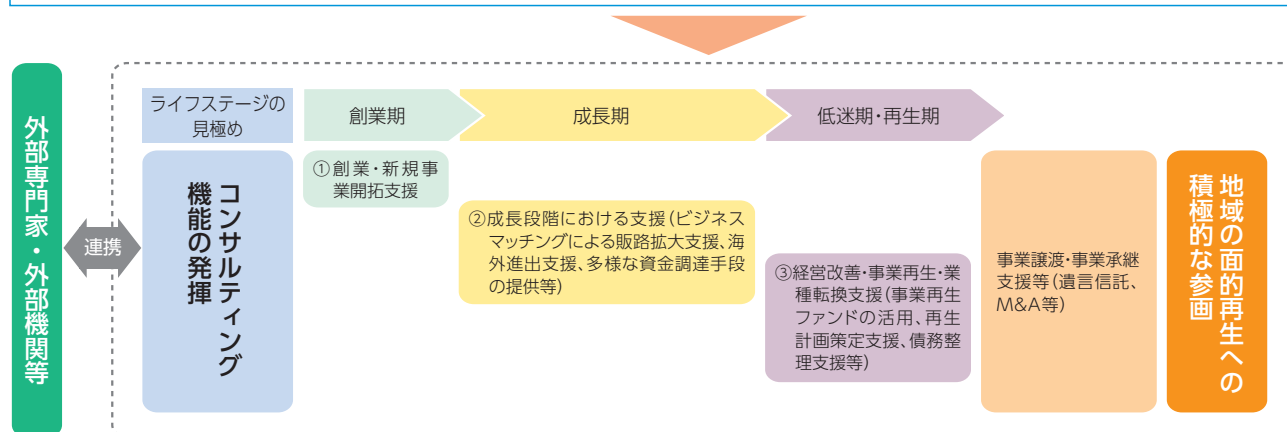 外部専門家・外部機関等
連携
ライフステージの
見極め
コンサルティング
機能の発揮
創業期
①創業・新規事
業開拓支援
成長期
②成長段階における支援(ビジネス
マッチングによる販路拡大支援、海
外進出支援、多様な資金調達手段
の提供等)
低迷期・再生期
③経営改善・事業再生・業
種転換支援(事業再生
ファンドの活用、再生
計画策定支援、債務整
理支援等)
事業譲渡・事業承継
支援等(遺言信託、
M&A等)
地域の面的再生への
積極的な参画